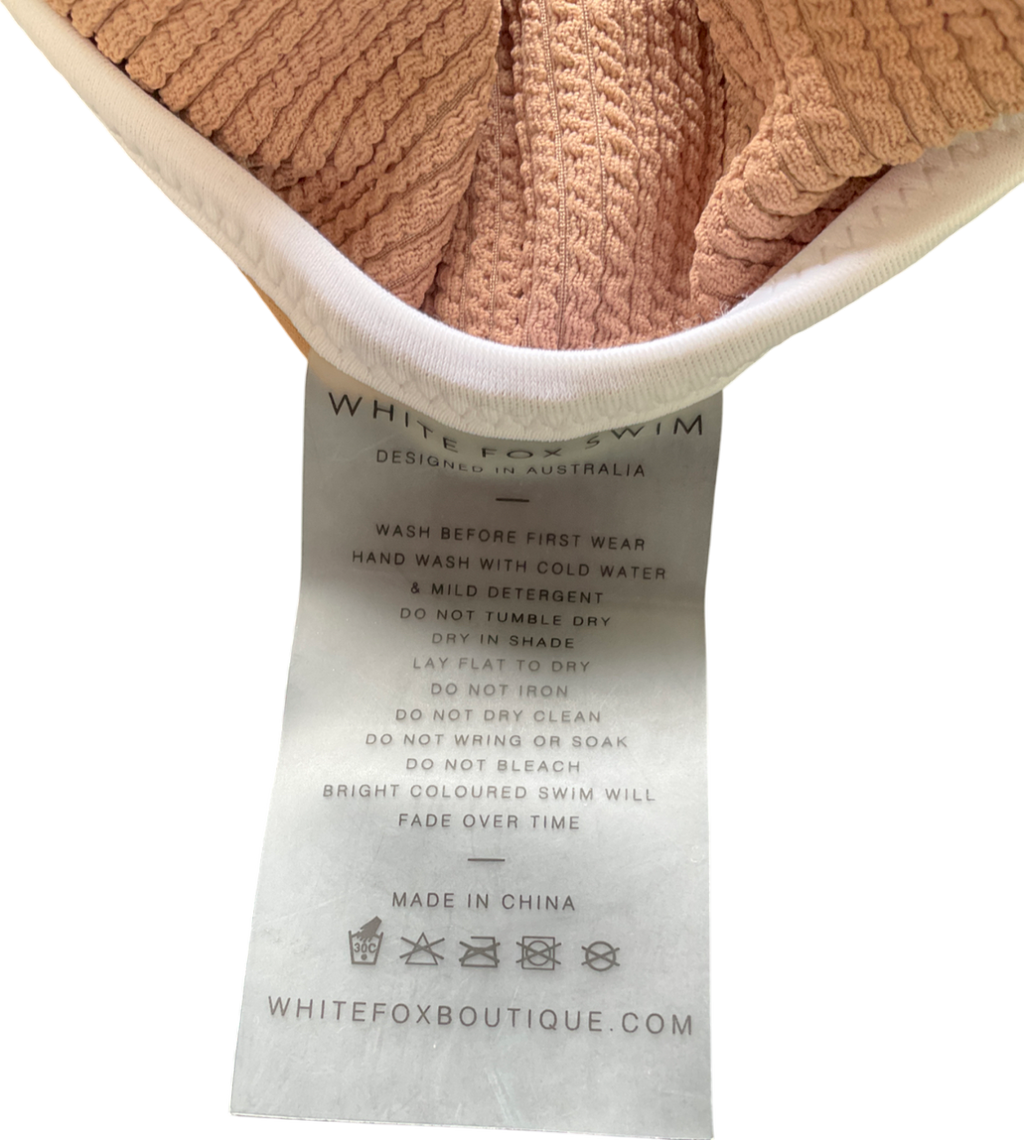 WHITE FOX SWIM
DESIGNED IN AUSTRALIA
WASH BEFORE FIRST WEAR
HAND WASH WITH COLD WATER
& MILD DETERGENT
DO NOT TUMBLE DRY
DRY IN SHADE
LAY FLAT TO DRY
DO NOT IRON
DO NOT DRY CLEAN
DO NOT WRING OR SOAK
DO NOT BLEACH
BRIGHT COLOURED SWIM WILL
FADE OVER TIME
MADE IN CHINA
30C
WHITEFOXBOUTIQUE.COM